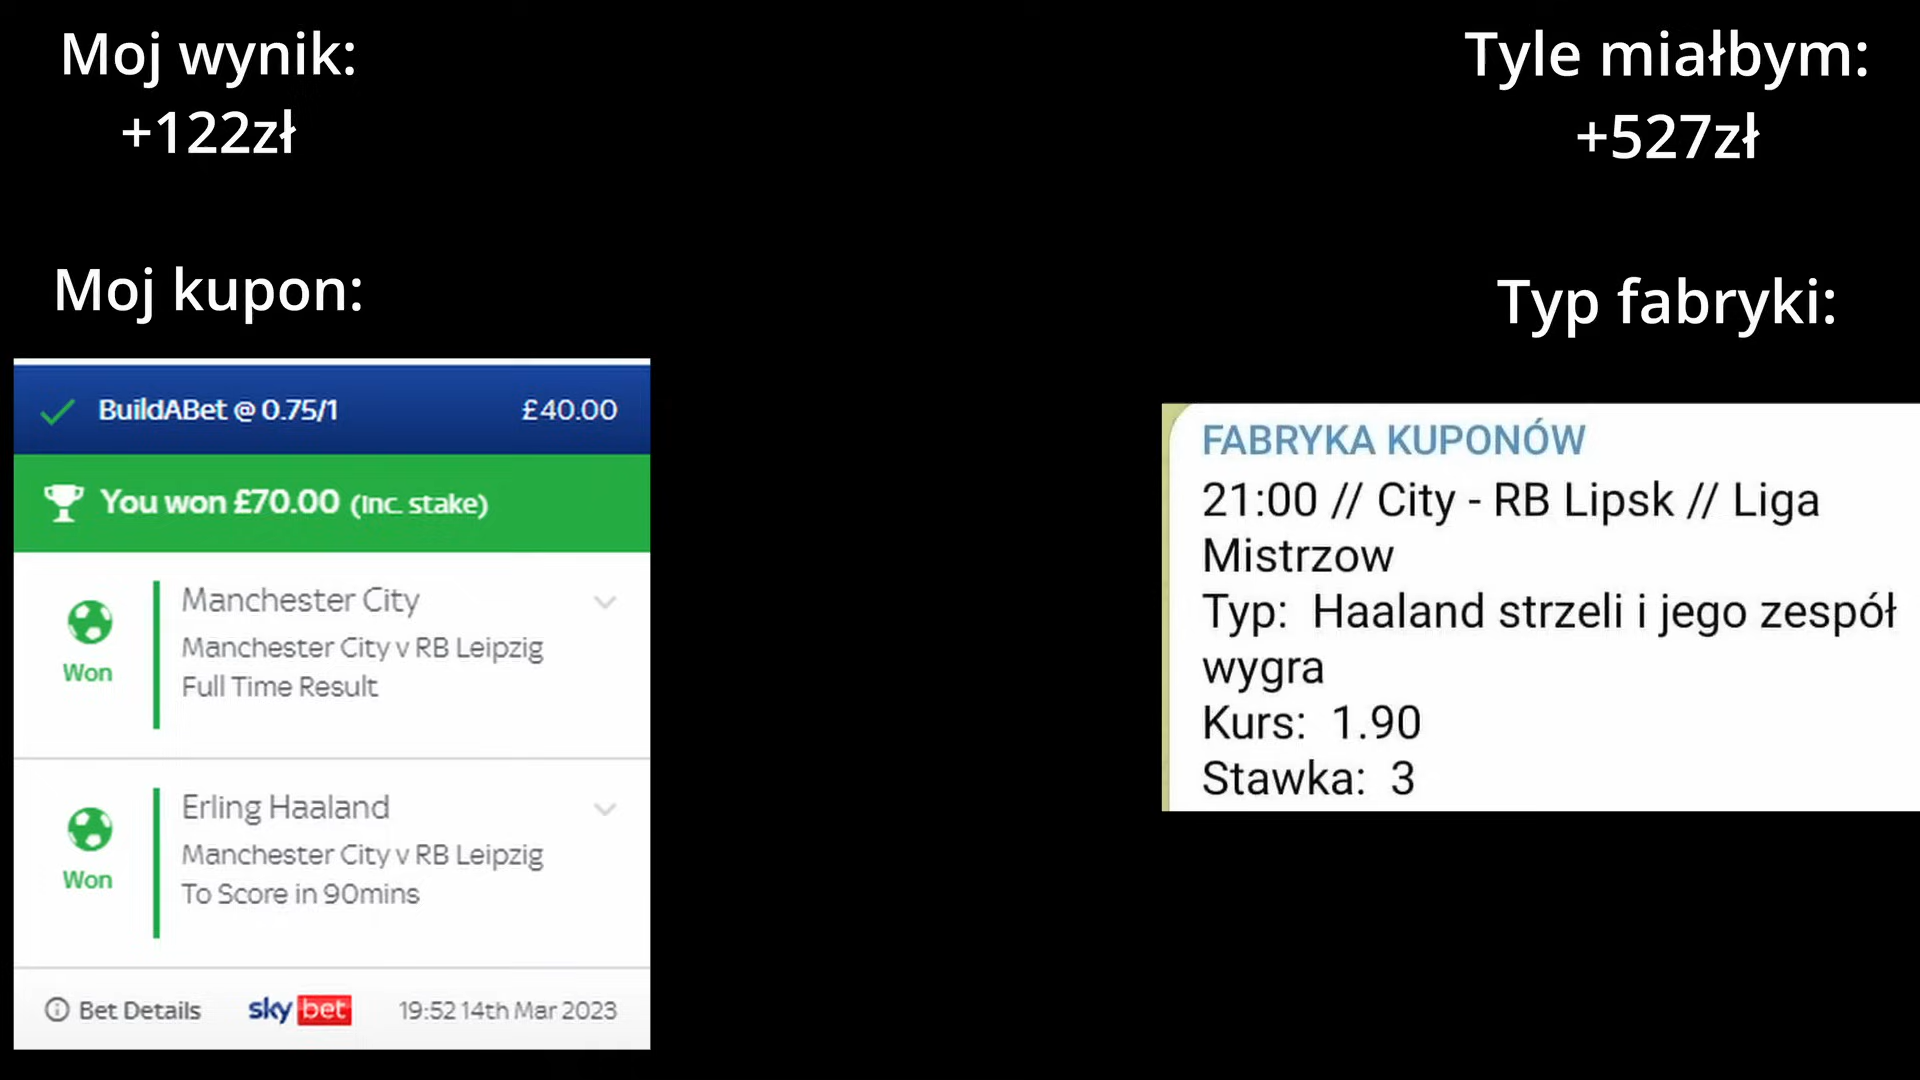 Moj wynik:
+122zł
Moj kupon:
BuildABet @ 0.75/1 £40.00
You won £70.00 (inc. stake)
Manchester City
Manchester City v RB Leipzig
Full Time Result
Won
Erling Haaland
Manchester City v RB Leipzig
To Score in 90mins
Won
Bet Details sky bet 19:52 14th Mar 2023
Tyle miałbym:
+527zł
Typ fabryki:
FABRYKA KUPONÓW
21:00 // City - RB Lipsk // Liga
Mistrzow
Typ: Haaland strzeli i jego zespół
wygra
Kurs: 1.90
Stawka: 3